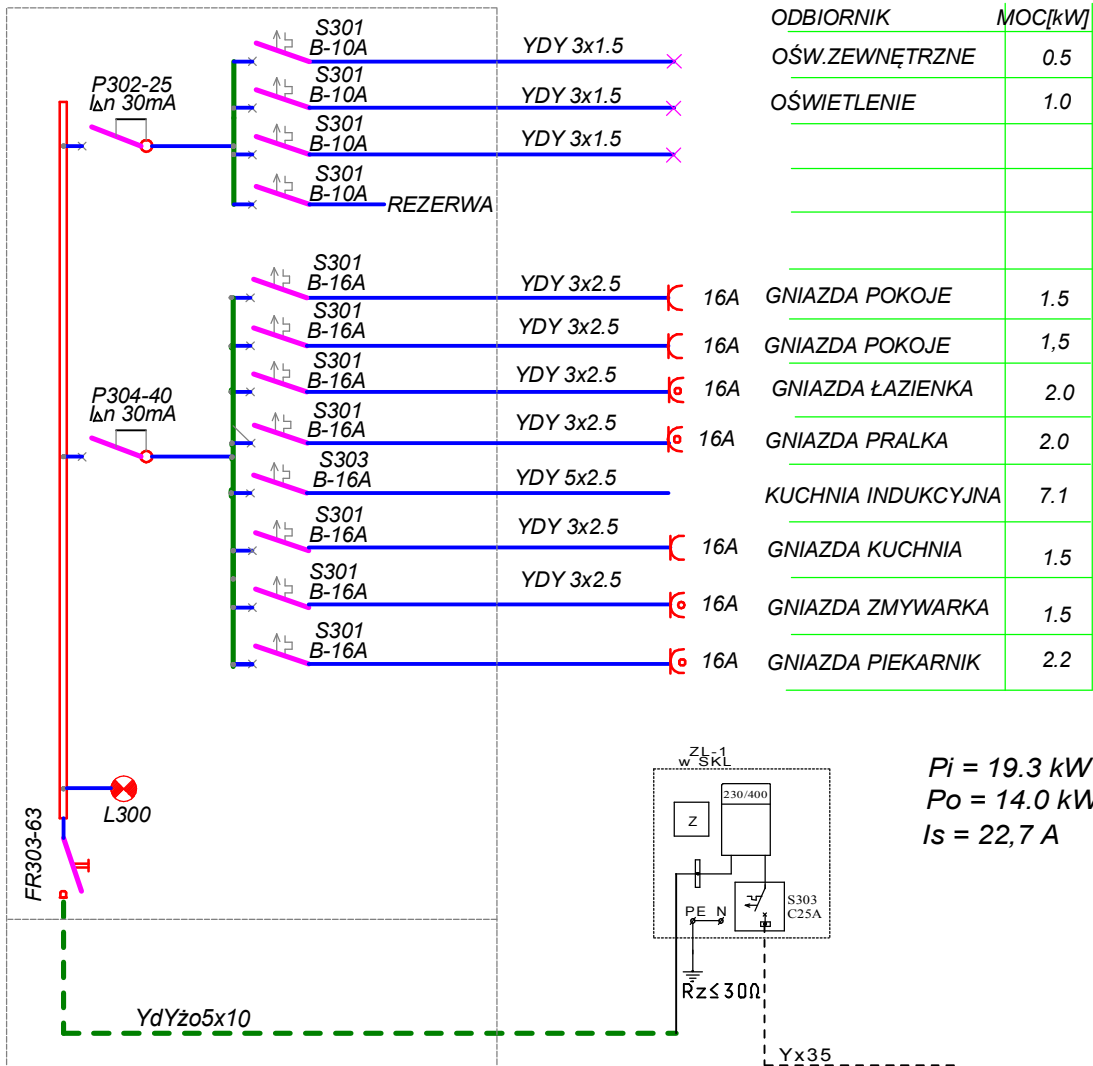 ODBIORNIK MOC[kW]
S301
B-10A YDY 3x1.5 OŚW.ZEWNĘTRZNE 0.5
P302-25
I∆n 30mA
S301
B-10A YDY 3x1.5 OŚWIETLENIE 1.0
S301
B-10A YDY 3x1.5
S301
B-10A REZERWA
S301
B-16A YDY 3x2.5 16A GNIAZDA POKOJE 1.5
S301
B-16A YDY 3x2.5 16A GNIAZDA POKOJE 1,5
P304-40
I∆n 30mA
S301
B-16A YDY 3x2.5 16A GNIAZDA ŁAZIENKA 2.0
S301
B-16A YDY 3x2.5 16A GNIAZDA PRALKA 2.0
S303
B-16A YDY 5x2.5 KUCHNIA INDUKCYJNA 7.1
S301
B-16A YDY 3x2.5 16A GNIAZDA KUCHNIA 1.5
S301
B-16A YDY 3x2.5 16A GNIAZDA ZMYWARKA 1.5
S301
B-16A 16A GNIAZDA PIEKARNIK 2.2
L300
FR303-63
ZL-1
w SKL
230/400
Z
S303
C25A
PE N
Rz≤30Ω
Pi = 19.3 kW
Po = 14.0 kW
Is = 22,7 A
YdYżo5x10
Yx35